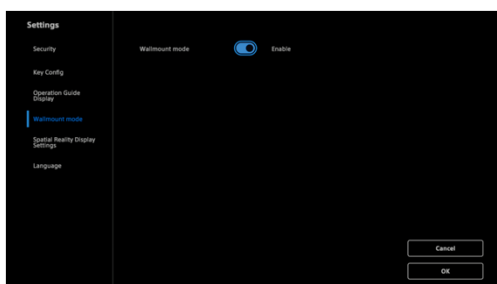 Settings
Security
Wallmount mode
Enable
Key Config
Operation Guide
Display
Wallmount mode
Spatial Reality Display
Settings
Language
Cancel
OK